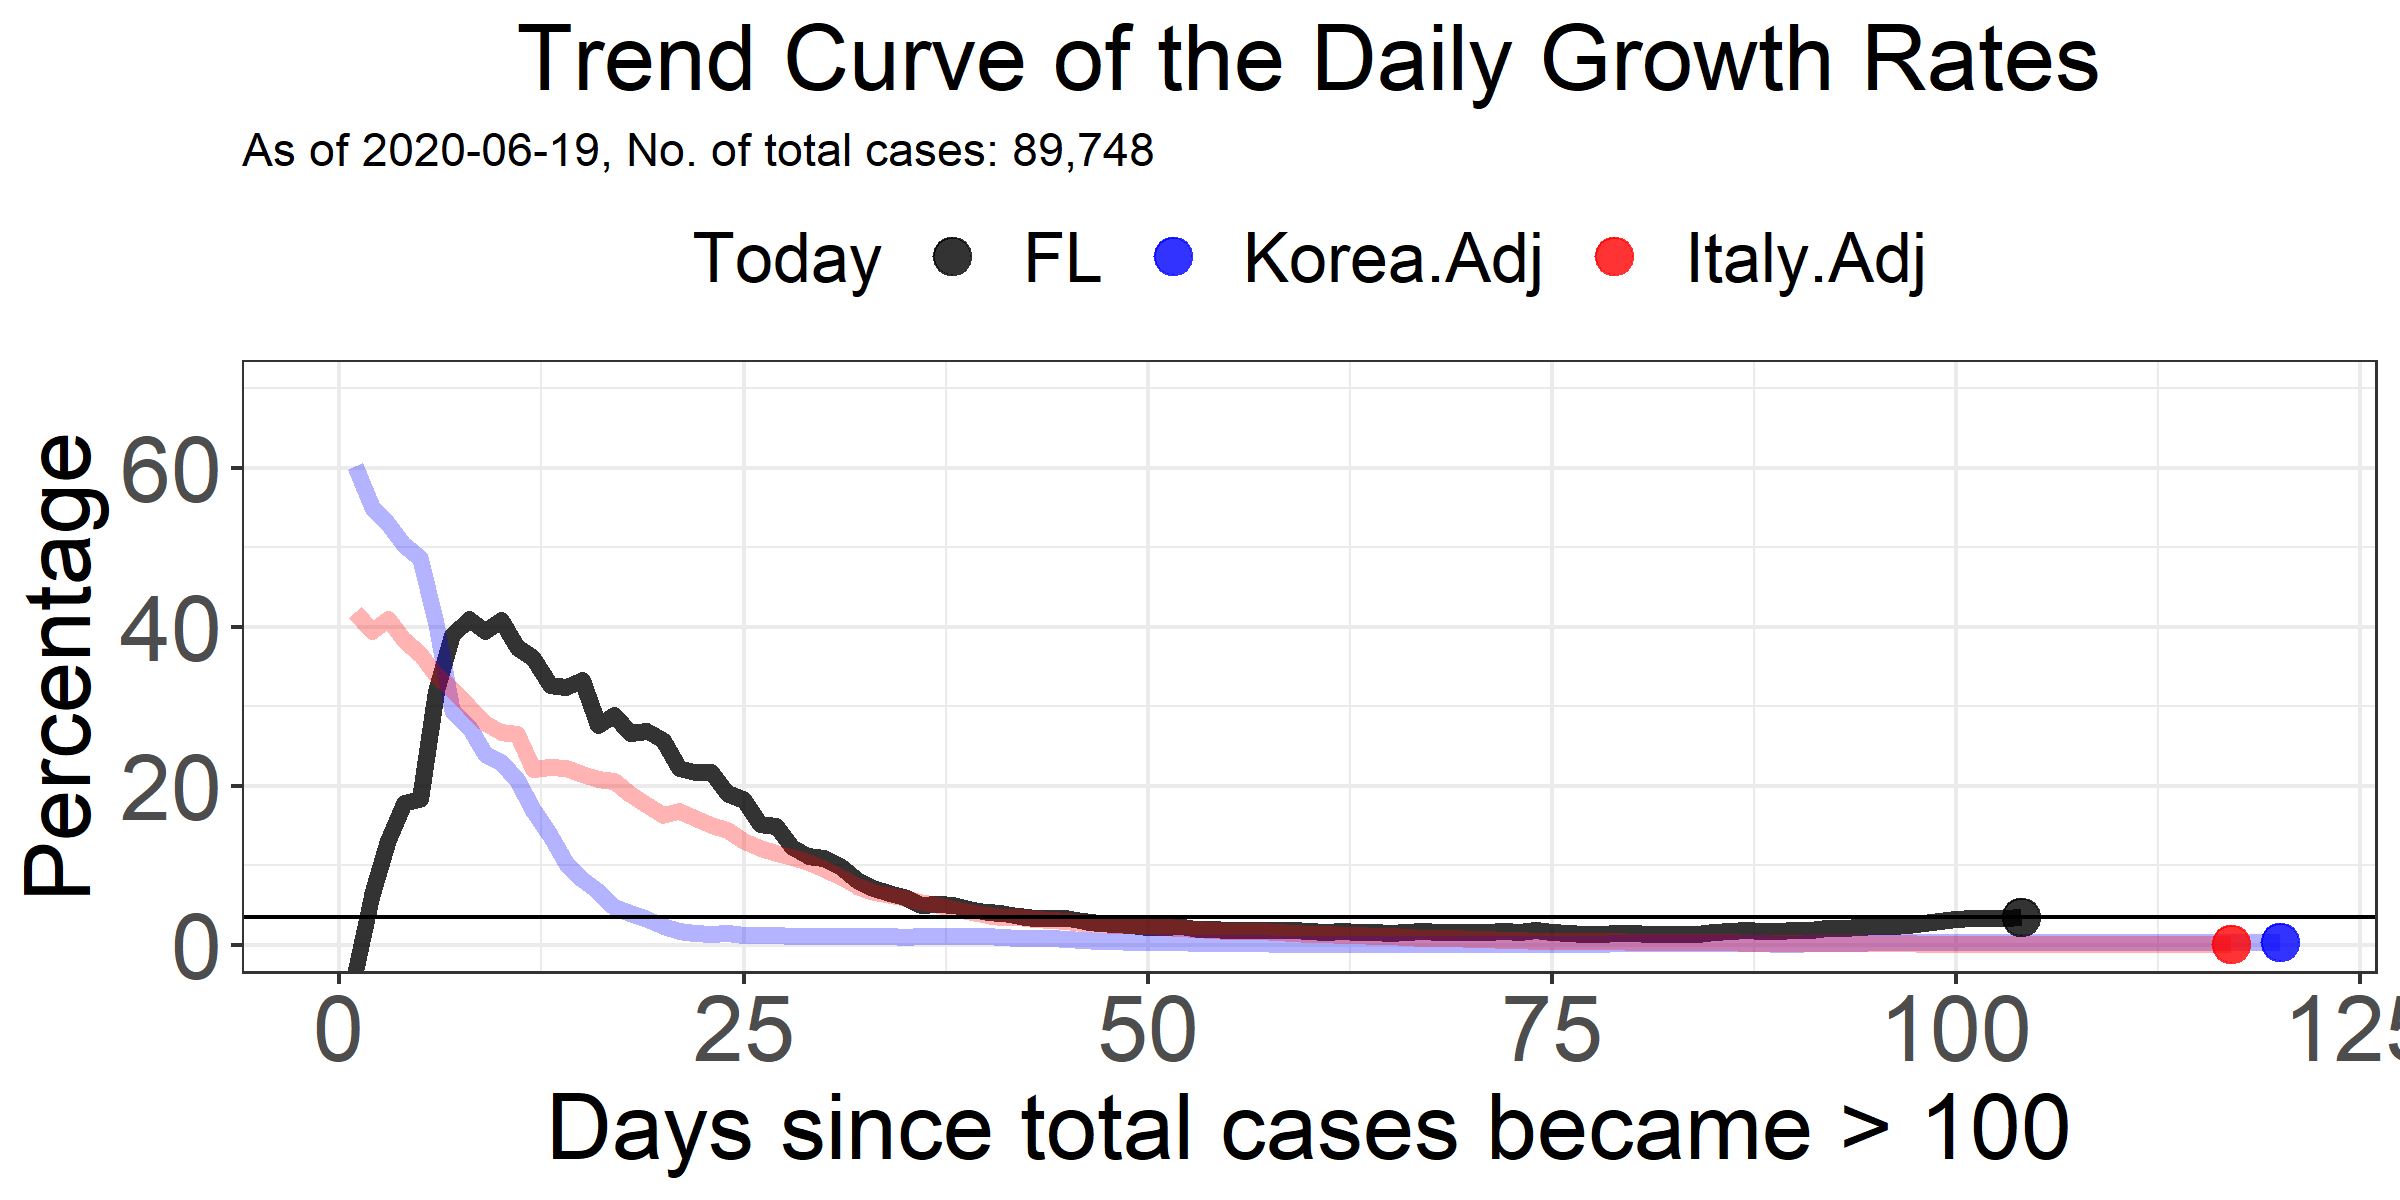 Trend Curve of the Daily Growth Rates
As of 2020-06-19, No. of total cases: 89,748
Today FL Korea.Adj Italy.Adj
Percentage
60
40
20
0
0 25 50 75 100 125
Days since total cases became > 100